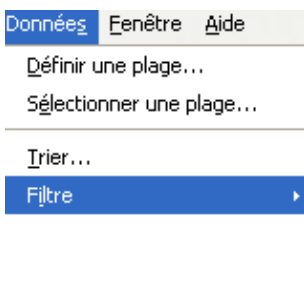 Données Fenêtre Aide
Définir une plage...
Sélectionner une plage...
Trier...
Filtre